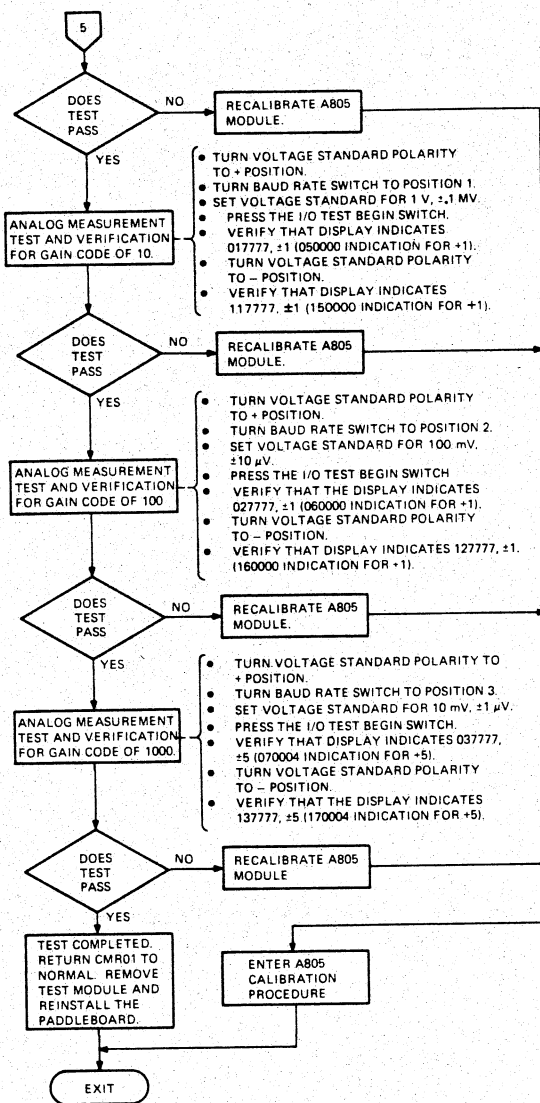 5
DOES
TEST
PASS
NO
RECALIBRATE A805
MODULE.
YES
ANALOG MEASUREMENT
TEST AND VERIFICATION
FOR GAIN CODE OF 10.
● TURN VOLTAGE STANDARD POLARITY
TO + POSITION.
● TURN BAUD RATE SWITCH TO POSITION 1.
● SET VOLTAGE STANDARD FOR 1 V, ±.1 MV.
● PRESS THE I/O TEST BEGIN SWITCH.
● VERIFY THAT DISPLAY INDICATES
017777, ±1 (050000 INDICATION FOR +1).
● TURN VOLTAGE STANDARD POLARITY
TO − POSITION.
● VERIFY THAT DISPLAY INDICATES
117777, ±1 (150000 INDICATION FOR +1).
DOES
TEST
PASS
NO
RECALIBRATE A805
MODULE.
YES
ANALOG MEASUREMENT
TEST AND VERIFICATION
FOR GAIN CODE OF 100
● TURN VOLTAGE STANDARD POLARITY
TO + POSITION.
● TURN BAUD RATE SWITCH TO POSITION 2.
● SET VOLTAGE STANDARD FOR 100 mV,
±10 µV.
● PRESS THE I/O TEST BEGIN SWITCH
● VERIFY THAT THE DISPLAY INDICATES
027777, ±1 (060000 INDICATION FOR +1).
● TURN VOLTAGE STANDARD POLARITY
TO − POSITION.
● VERIFY THAT DISPLAY INDICATES 127777, ±1.
(160000 INDICATION FOR +1).
DOES
TEST
PASS
NO
RECALIBRATE A805
MODULE.
YES
ANALOG MEASUREMENT
TEST AND VERIFICATION
FOR GAIN CODE OF 1000.
● TURN VOLTAGE STANDARD POLARITY TO
+ POSITION.
● TURN BAUD RATE SWITCH TO POSITION 3.
● SET VOLTAGE STANDARD FOR 10 mV, ±1 µV.
● PRESS THE I/O TEST BEGIN SWITCH.
● VERIFY THAT DISPLAY INDICATES 037777,
±5 (070004 INDICATION FOR +5).
● TURN VOLTAGE STANDARD POLARITY
TO − POSITION.
● VERIFY THAT THE DISPLAY INDICATES
137777, ±5 (170004 INDICATION FOR +5).
DOES
TEST
PASS
NO
RECALIBRATE A805
MODULE
YES
TEST COMPLETED.
RETURN CMR01 TO
NORMAL. REMOVE
TEST MODULE AND
REINSTALL THE
PADDLEBOARD.
ENTER A805
CALIBRATION
PROCEDURE
EXIT